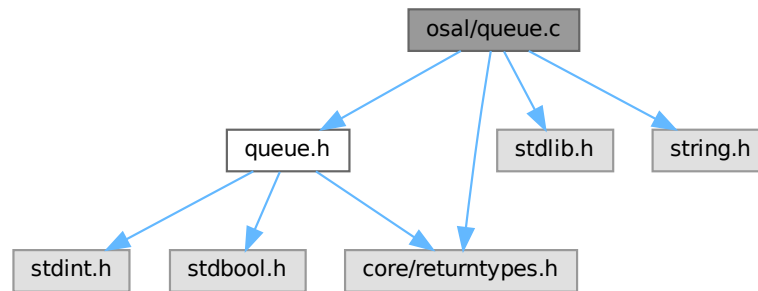 osal/queue.c
queue.h
stdlib.h
string.h
stdint.h
stdbool.h
core/returntypes.h